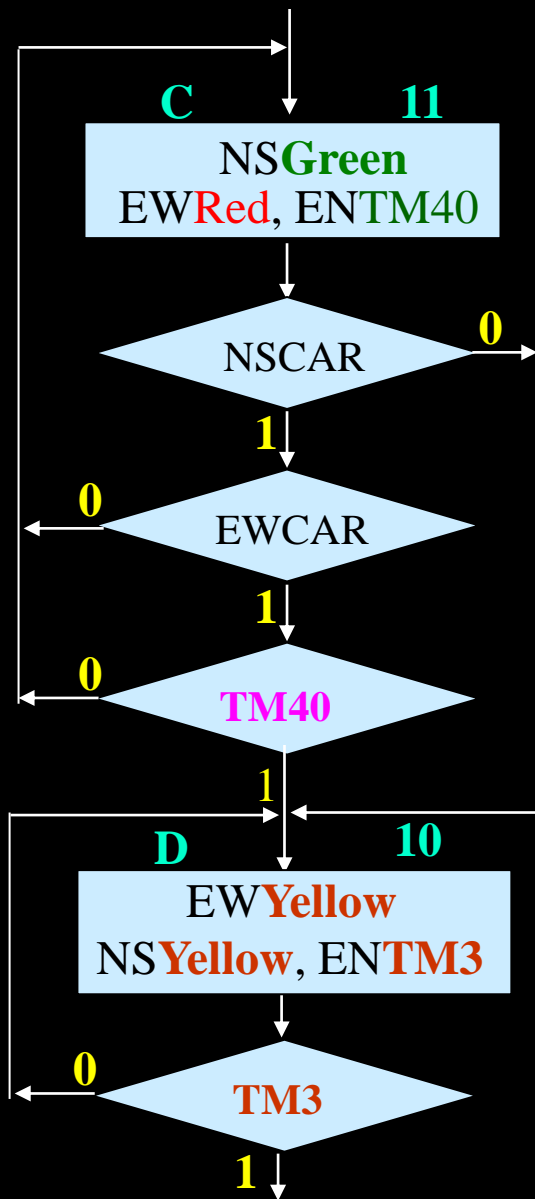 C 11
NSGreen
EWRed, ENTM40
0
NSCAR
1
0
EWCAR
1
0
TM40
1
D 10
EWYellow
NSYellow, ENTM3
0
TM3
1